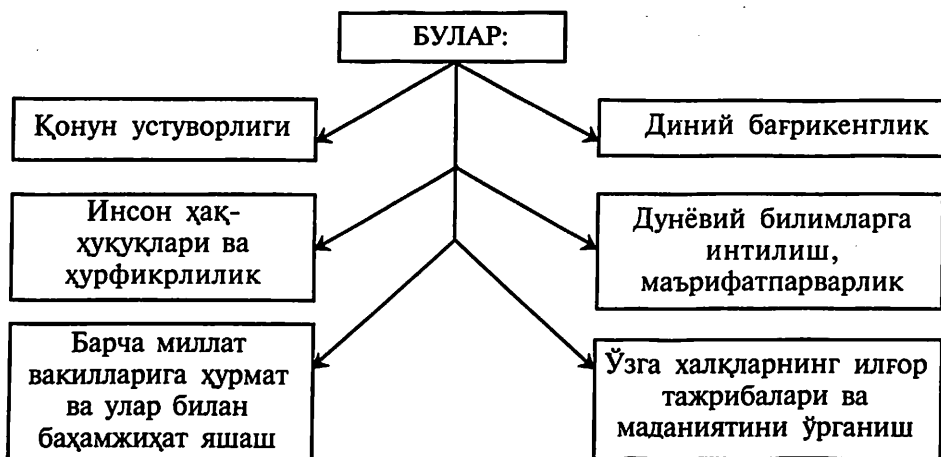 БУЛАР:
Қонун устуворлиги
Диний бағрикенглик
Инсон ҳақ-
ҳуқуқлари ва
ҳурфикрлилик
Дунёвий билимларга
интилиш,
маърифатпарварлик
Барча миллат
вакилларига ҳурмат
ва улар билан
баҳамжиҳат яшаш
Ўзга халқларнинг илғор
тажрибалари ва
маданиятини ўрганиш